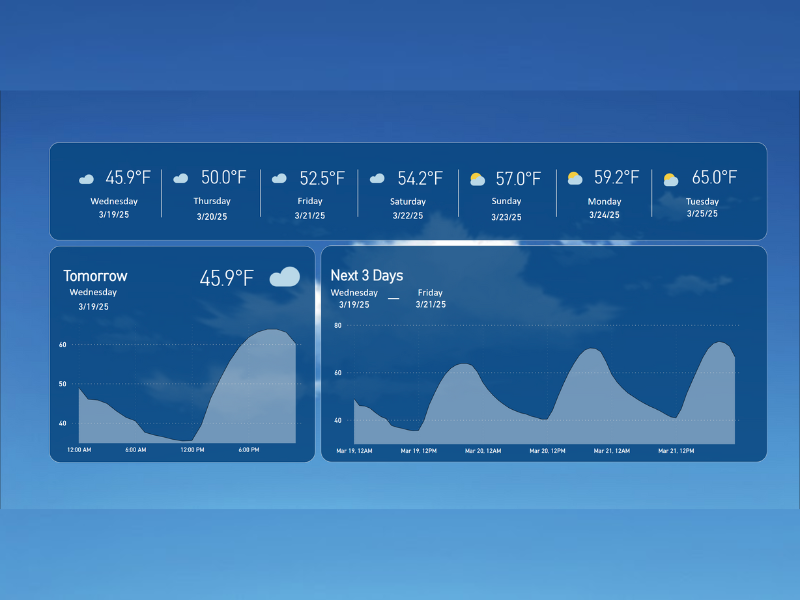 45.9°F 50.0°F 52.5°F 54.2°F 57.0°F 59.2°F 65.0°F
Wednesday Thursday Friday Saturday Sunday Monday Tuesday
3/19/25 3/20/25 3/21/25 3/22/25 3/23/25 3/24/25 3/25/25
Tomorrow 45.9°F
Wednesday
3/19/25
60
50
40
12:00 AM 6:00 AM 12:00 PM 6:00 PM
Next 3 Days
Wednesday — Friday
3/19/25 3/21/25
80
60
40
Mar 19, 12AM Mar 19, 12PM Mar 20, 12AM Mar 20, 12PM Mar 21, 12AM Mar 21, 12PM